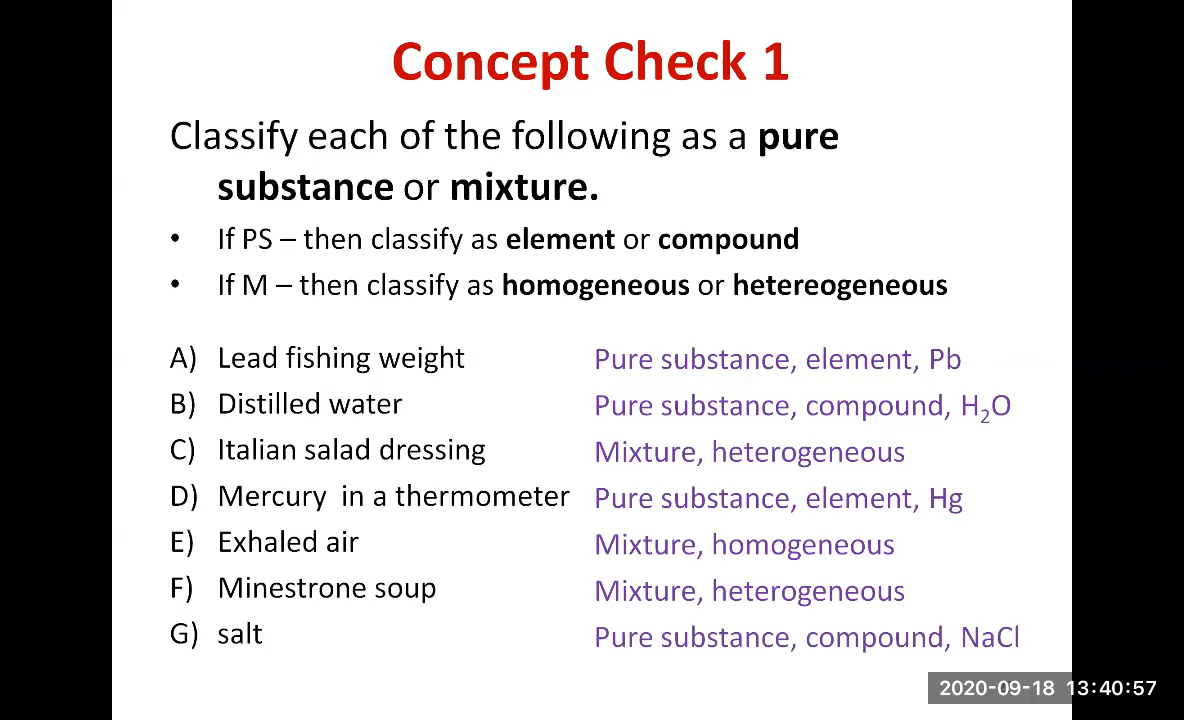 Concept Check 1
Classify each of the following as a pure
substance or mixture.
• If PS – then classify as element or compound
• If M – then classify as homogeneous or hetereogeneous
A) Lead fishing weight Pure substance, element, Pb
B) Distilled water Pure substance, compound, H₂O
C) Italian salad dressing Mixture, heterogeneous
D) Mercury in a thermometer Pure substance, element, Hg
E) Exhaled air Mixture, homogeneous
F) Minestrone soup Mixture, heterogeneous
G) salt Pure substance, compound, NaCl
2020-09-18 13:40:57